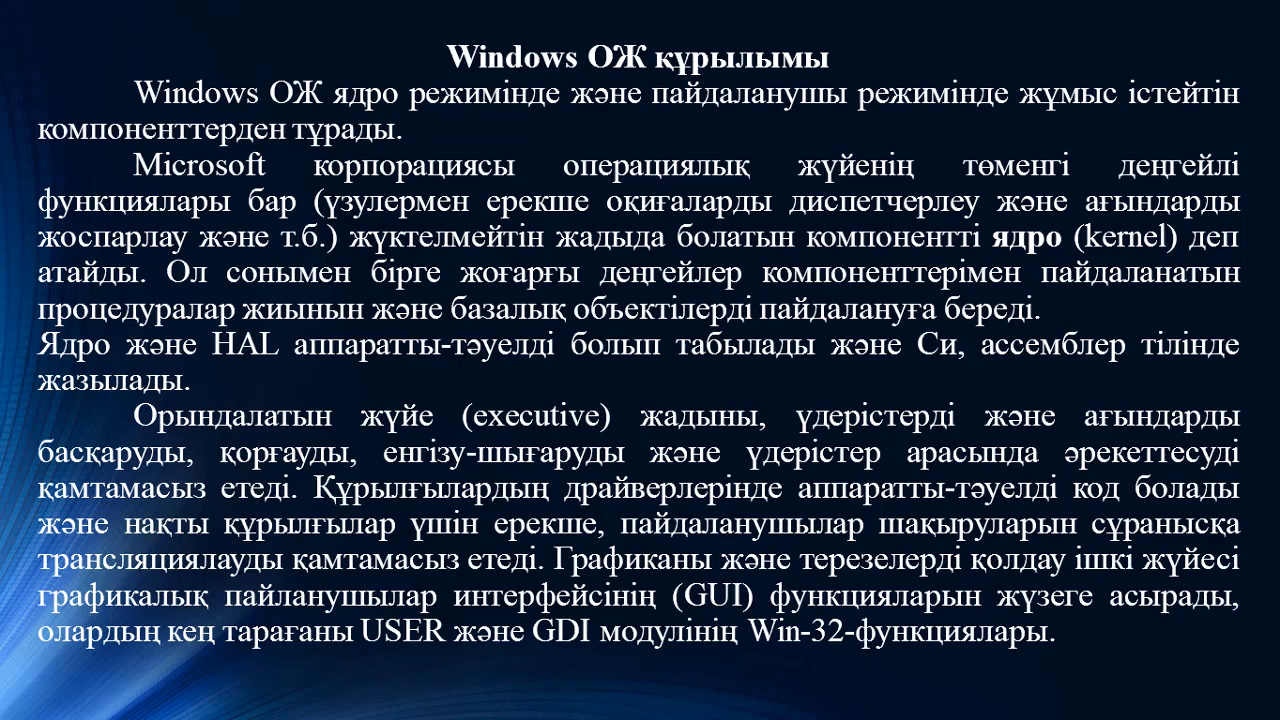 Windows ОЖ құрылымы
Windows ОЖ ядро режимінде және пайдаланушы режимінде жұмыс істейтін
компоненттерден тұрады.
Microsoft корпорациясы операциялық жүйенің төменгі деңгейлі
функциялары бар (үзулермен ерекше оқиғаларды диспетчерлеу және ағындарды
жоспарлау және т.б.) жүктелмейтін жадыда болатын компонентті ядро (kernel) деп
атайды. Ол сонымен бірге жоғарғы деңгейлер компоненттерімен пайдаланатын
процедуралар жиынын және базалық объектілерді пайдалануға береді.
Ядро және HAL аппаратты-тәуелді болып табылады және Си, ассемблер тілінде
жазылады.
Орындалатын жүйе (executive) жадыны, үдерістерді және ағындарды
басқаруды, қорғауды, енгізу-шығаруды және үдерістер арасында әрекеттесуді
қамтамасыз етеді. Құрылғылардың драйверлерінде аппаратты-тәуелді код болады
және нақты құрылғылар үшін ерекше, пайдаланушылар шақыруларын сұранысқа
трансляциялауды қамтамасыз етеді. Графиканы және терезелерді қолдау ішкі жүйесі
графикалық пайланушылар интерфейсінің (GUI) функцияларын жүзеге асырады,
олардың кең тарағаны USER және GDI модулінің Win-32-функциялары.